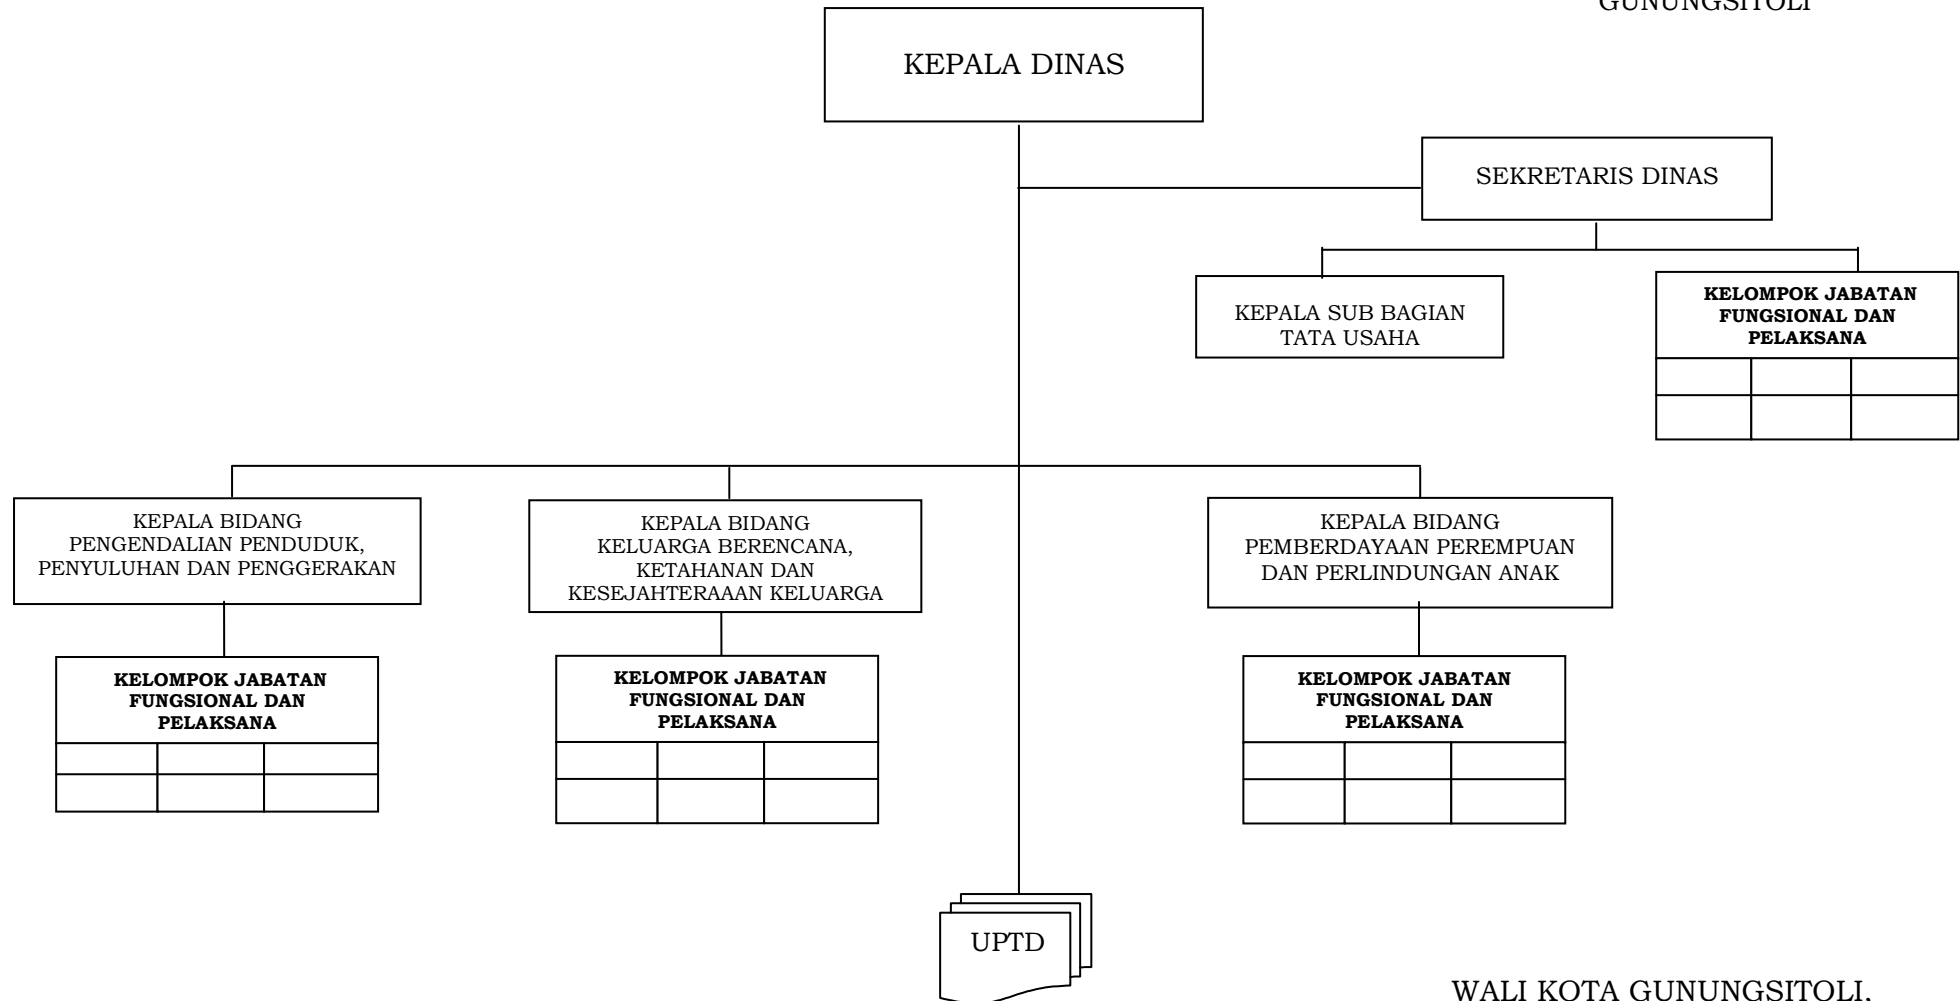 GUNUNGSITOLI
KEPALA DINAS
SEKRETARIS DINAS
KEPALA SUB BAGIAN
TATA USAHA
KELOMPOK JABATAN
FUNGSIONAL DAN
PELAKSANA
KEPALA BIDANG
PENGENDALIAN PENDUDUK,
PENYULUHAN DAN PENGGERAKAN
KEPALA BIDANG
KELUARGA BERENCANA,
KETAHANAN DAN
KESEJAHTERAAAN KELUARGA
KEPALA BIDANG
PEMBERDAYAAN PEREMPUAN
DAN PERLINDUNGAN ANAK
KELOMPOK JABATAN
FUNGSIONAL DAN
PELAKSANA
KELOMPOK JABATAN
FUNGSIONAL DAN
PELAKSANA
KELOMPOK JABATAN
FUNGSIONAL DAN
PELAKSANA
UPTD
WALI KOTA GUNUNGSITOLI,